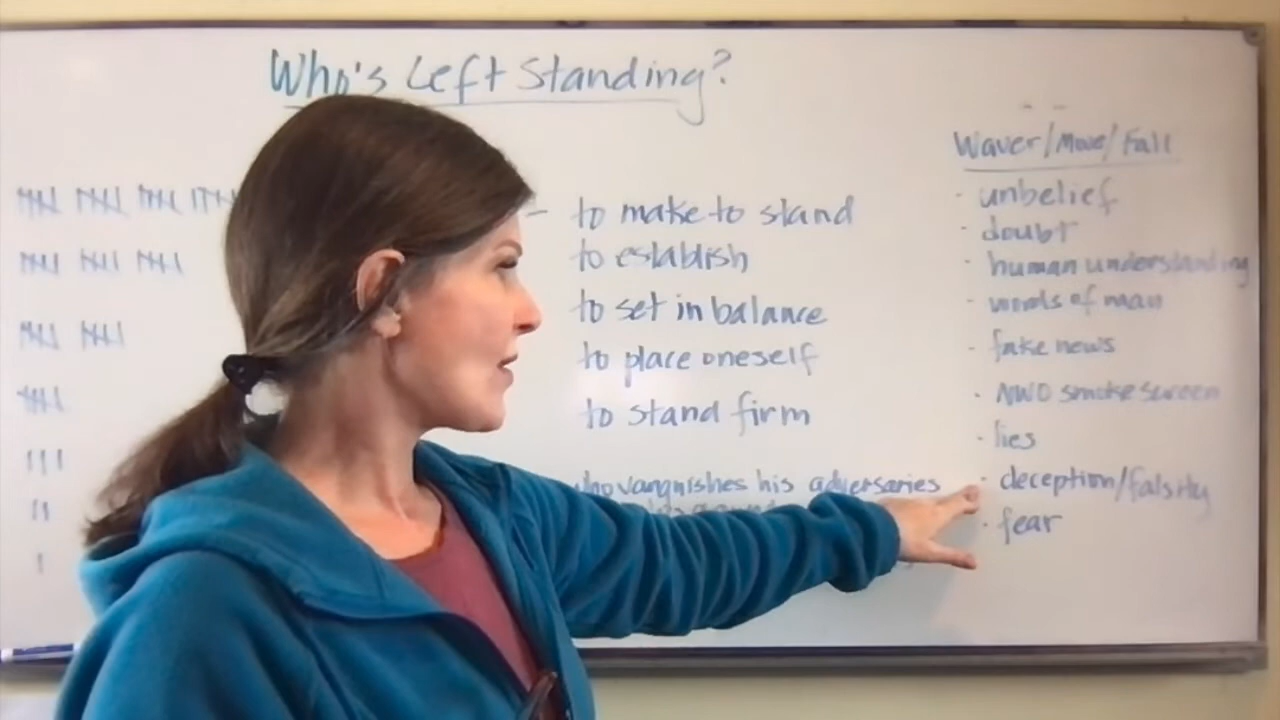 Who's Left Standing?
- to make to stand
to establish
to set in balance
to place oneself
to stand firm
who vanquishes his adversaries
Waver/Move/Fall
- unbelief
- doubt
- human understanding
- words of man
- fake news
- NWO smoke screen
- lies
- deception/falsity
- fear